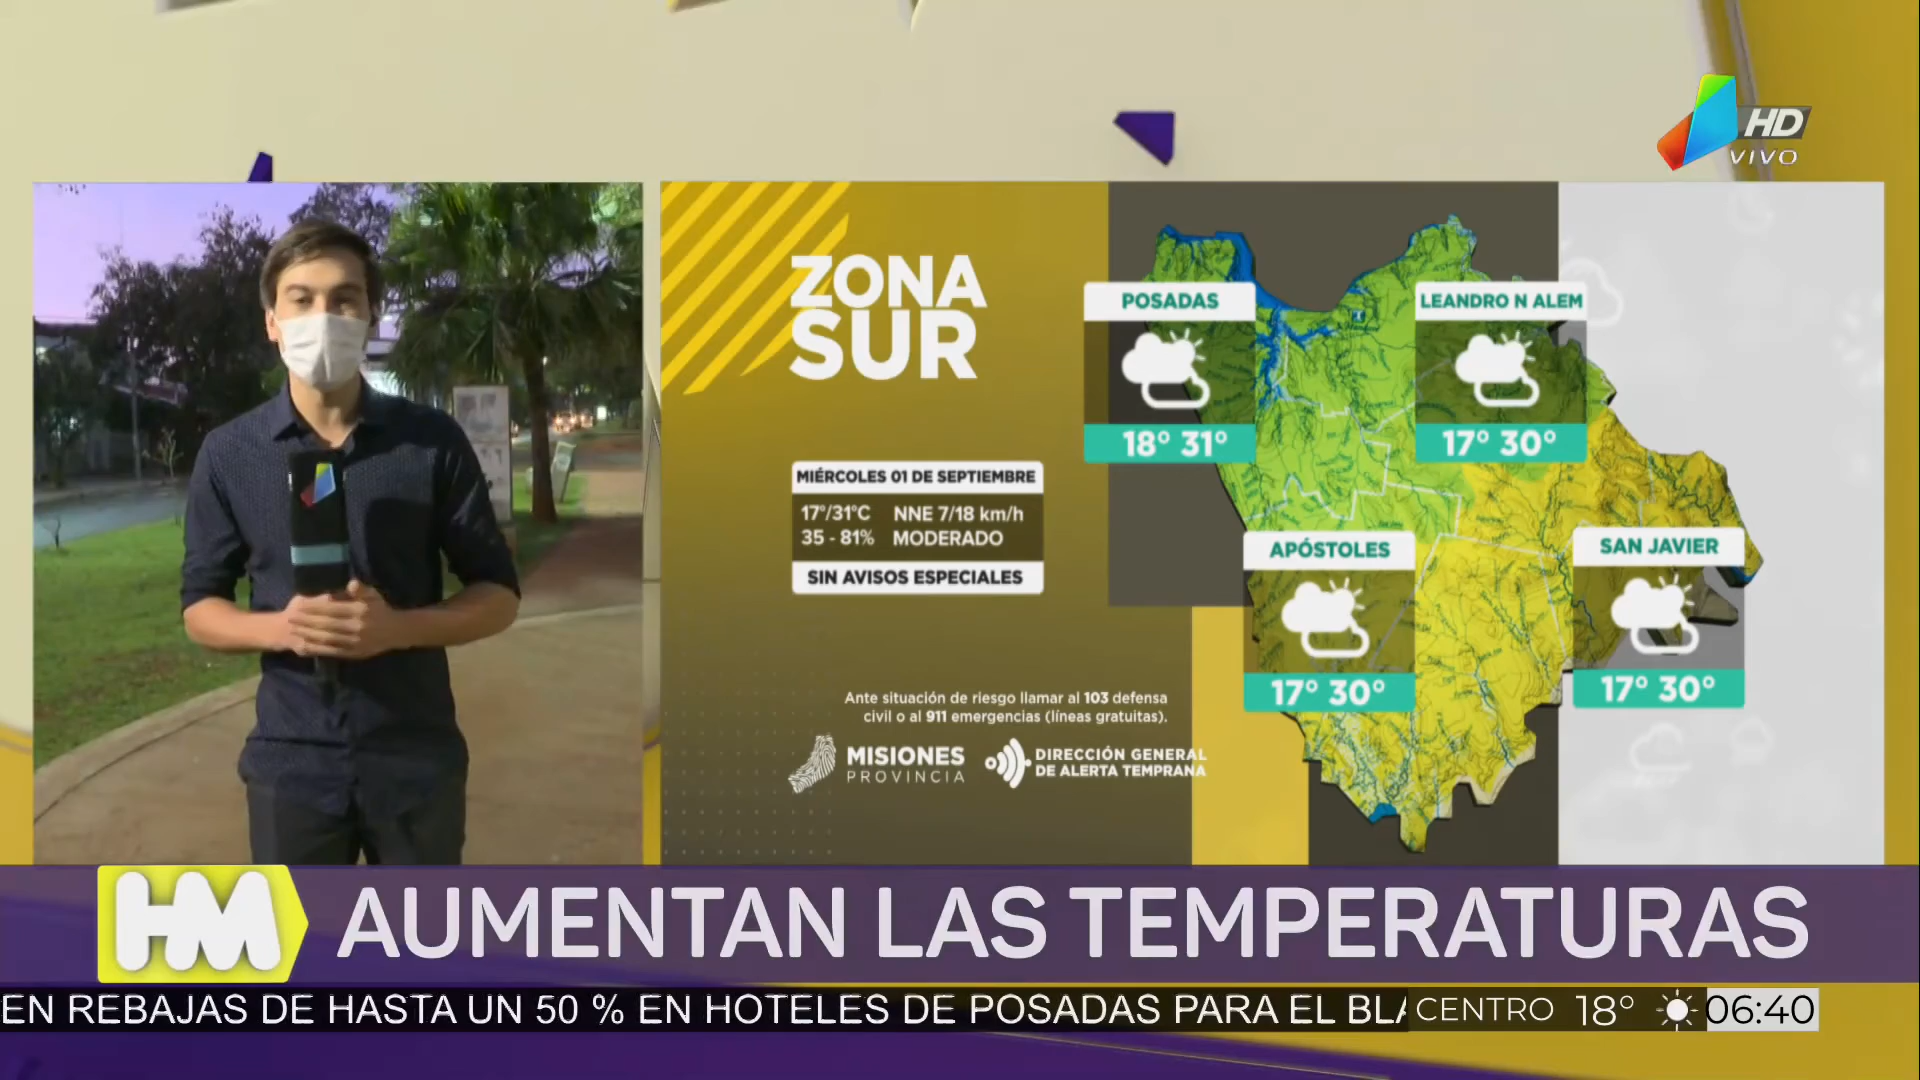 HD
VIVO
ZONA
SUR
POSADAS
18° 31°
LEANDRO N ALEM
17° 30°
MIÉRCOLES 01 DE SEPTIEMBRE
17°/31°C NNE 7/18 km/h
35 - 81% MODERADO
SIN AVISOS ESPECIALES
APÓSTOLES
17° 30°
SAN JAVIER
17° 30°
Ante situación de riesgo llamar al 103 defensa
civil o al 911 emergencias (líneas gratuitas).
MISIONES
PROVINCIA
DIRECCIÓN GENERAL
DE ALERTA TEMPRANA
HM
AUMENTAN LAS TEMPERATURAS
EN REBAJAS DE HASTA UN 50 % EN HOTELES DE POSADAS PARA EL BLA
CENTRO 18° 06:40